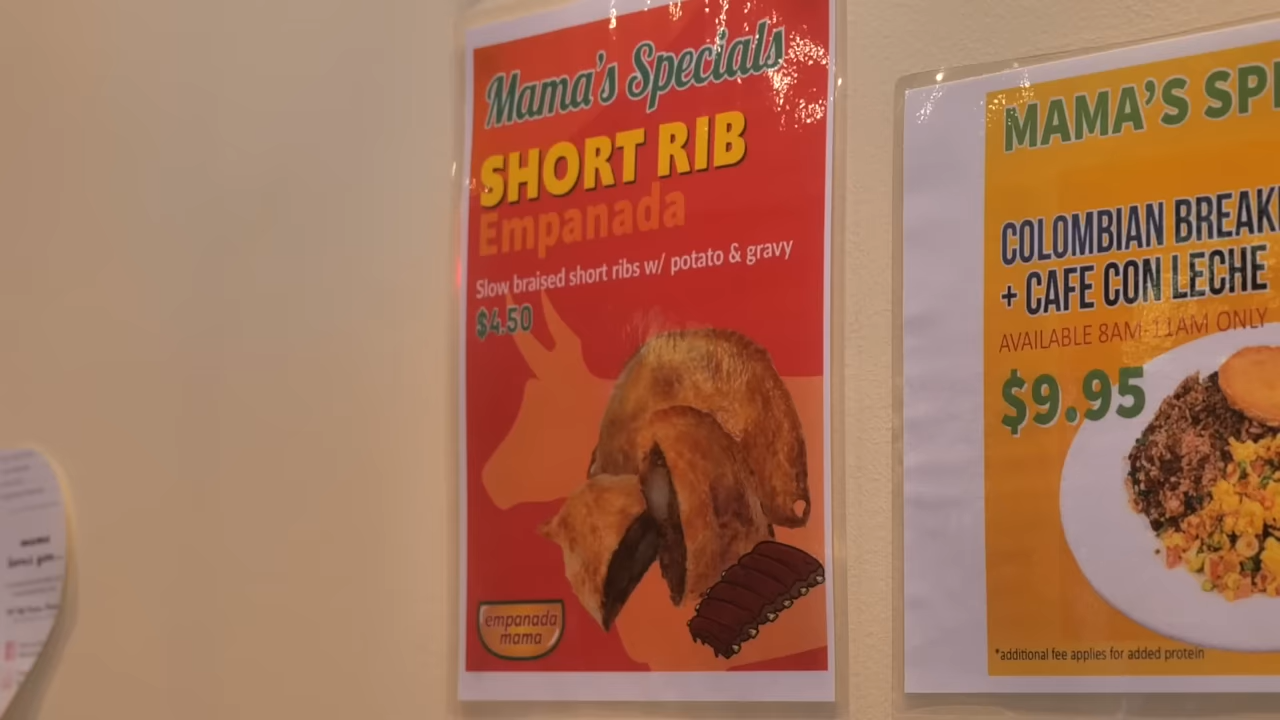 Mama's Specials
SHORT RIB
Empanada
Slow braised short ribs w/ potato & gravy
$4.50
empanada
mama
MAMA'S SP
COLOMBIAN BREAK
+ CAFE CON LECHE
AVAILABLE 8AM-11AM ONLY
$9.95
*additional fee applies for added protein
mama